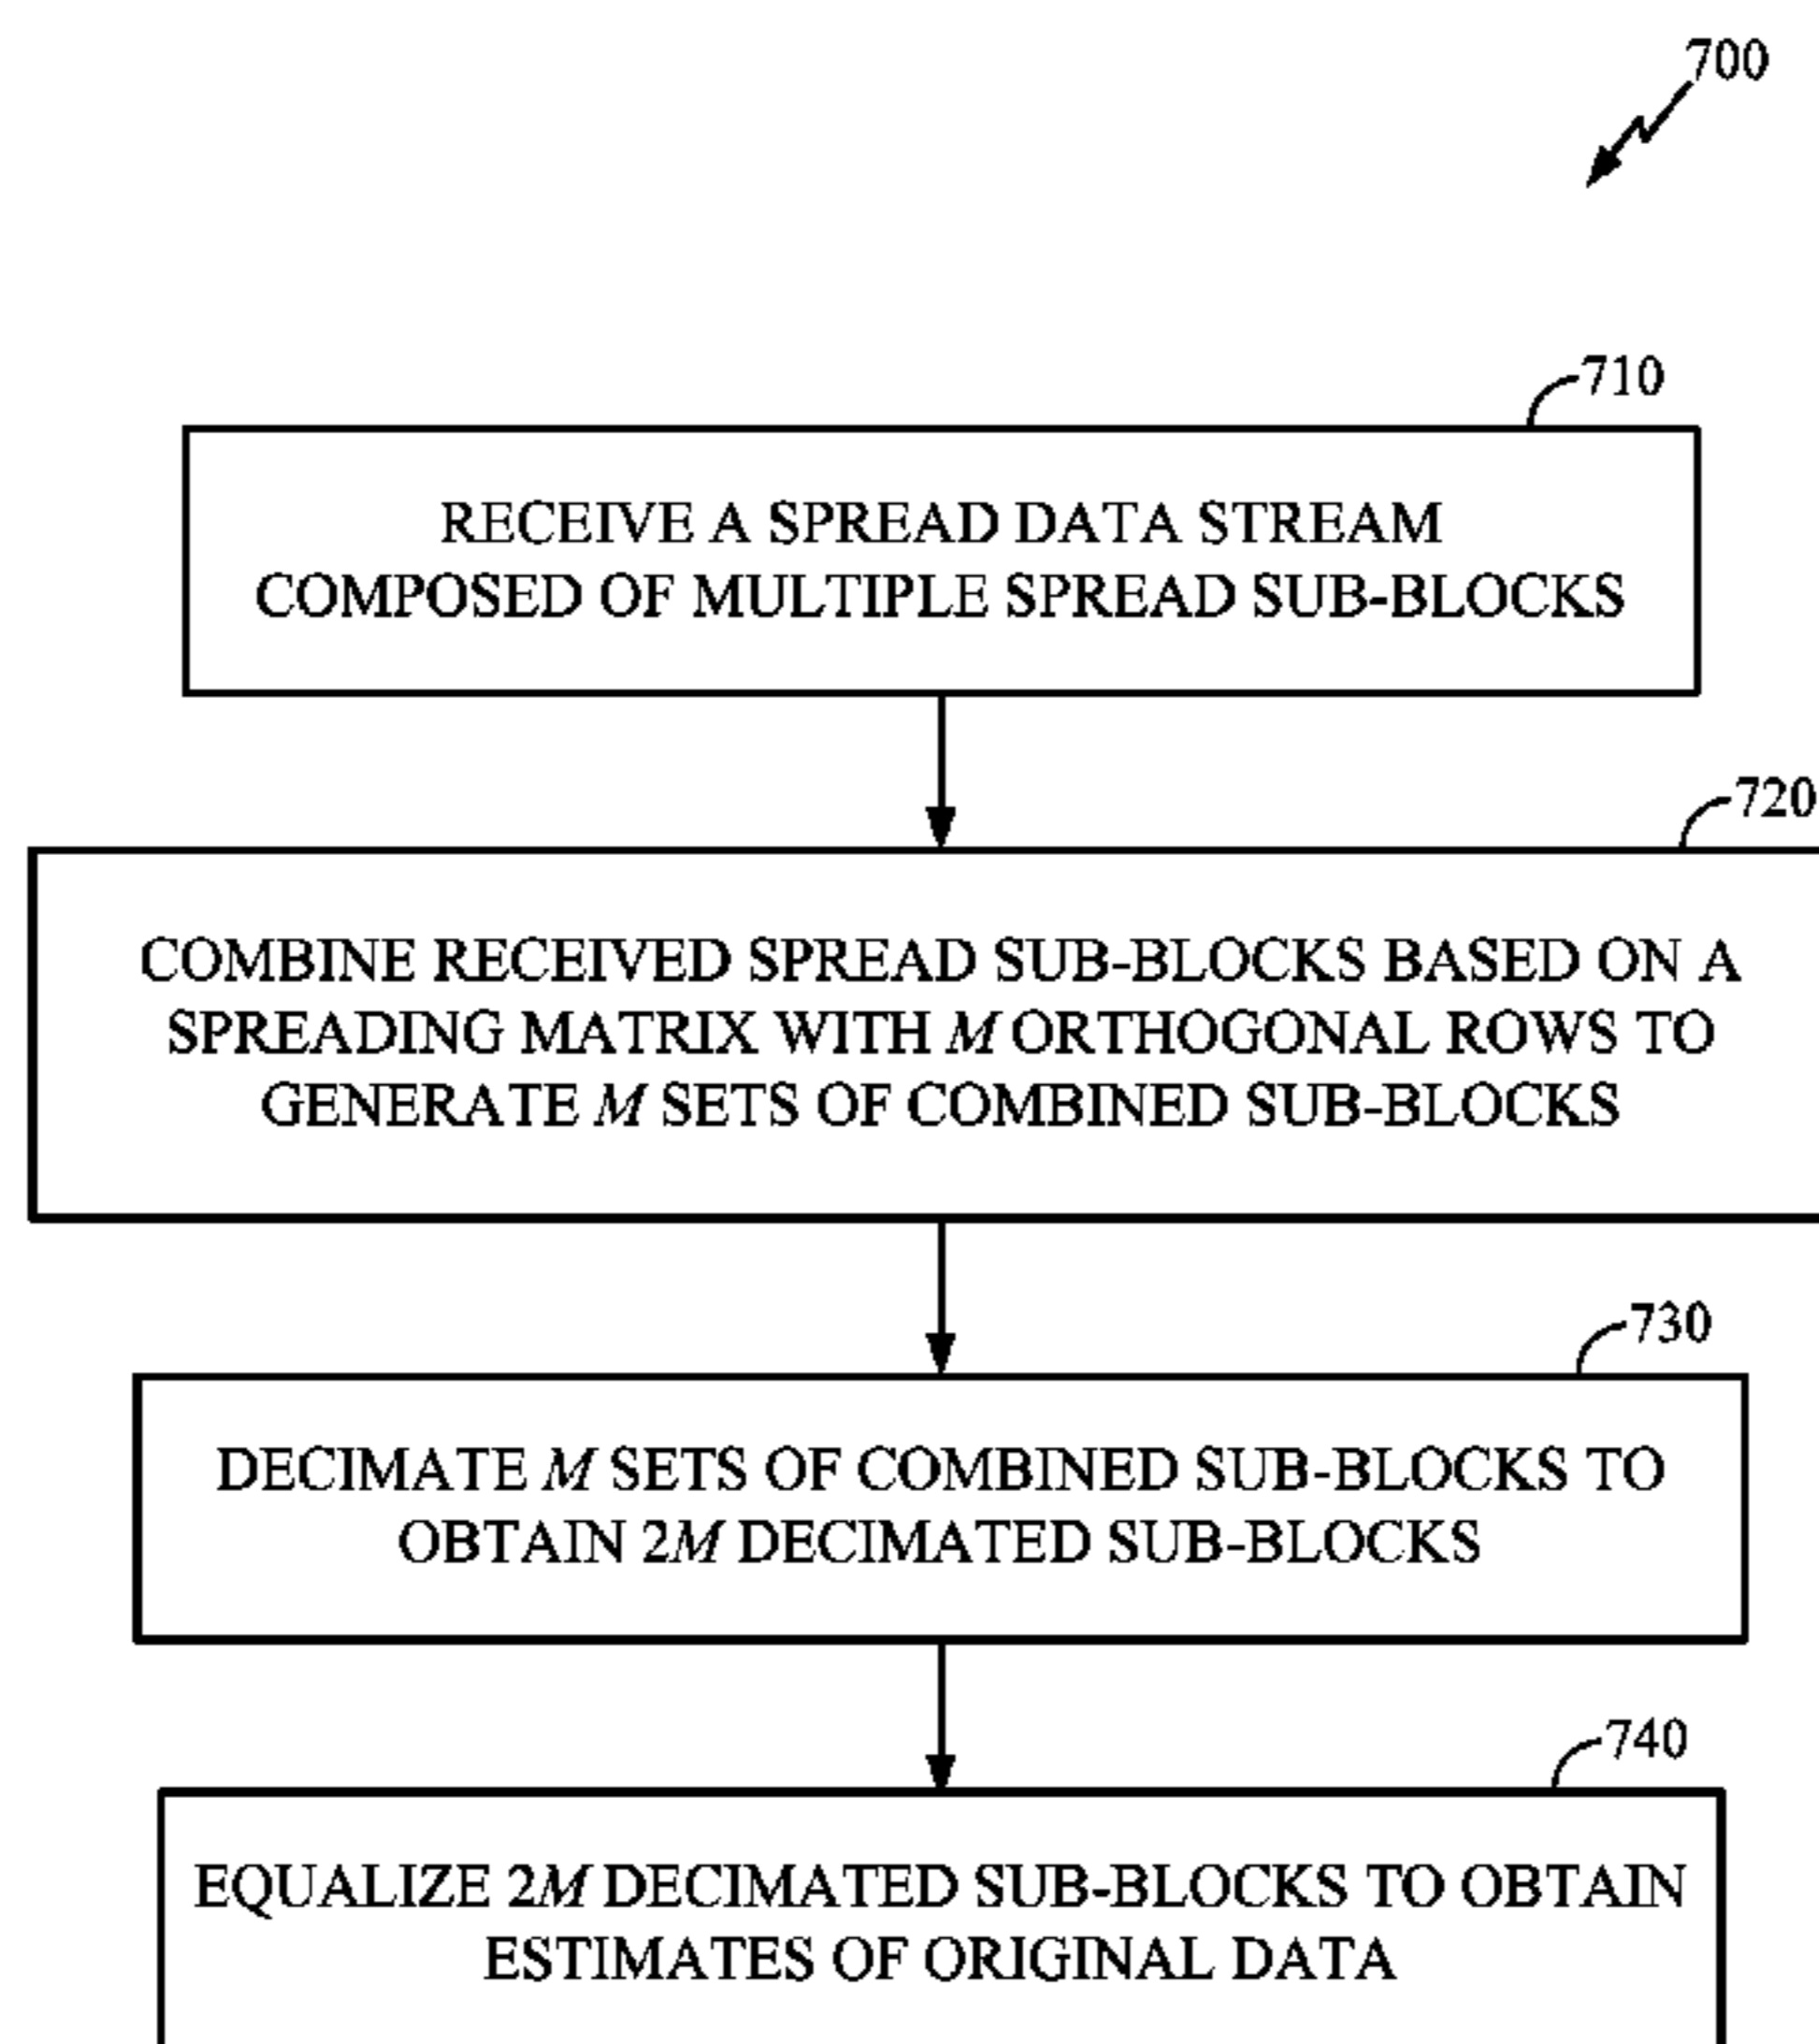 700
710
RECEIVE A SPREAD DATA STREAM
COMPOSED OF MULTIPLE SPREAD SUB-BLOCKS
720
COMBINE RECEIVED SPREAD SUB-BLOCKS BASED ON A
SPREADING MATRIX WITH M ORTHOGONAL ROWS TO
GENERATE M SETS OF COMBINED SUB-BLOCKS
730
DECIMATE M SETS OF COMBINED SUB-BLOCKS TO
OBTAIN 2M DECIMATED SUB-BLOCKS
740
EQUALIZE 2M DECIMATED SUB-BLOCKS TO OBTAIN
ESTIMATES OF ORIGINAL DATA